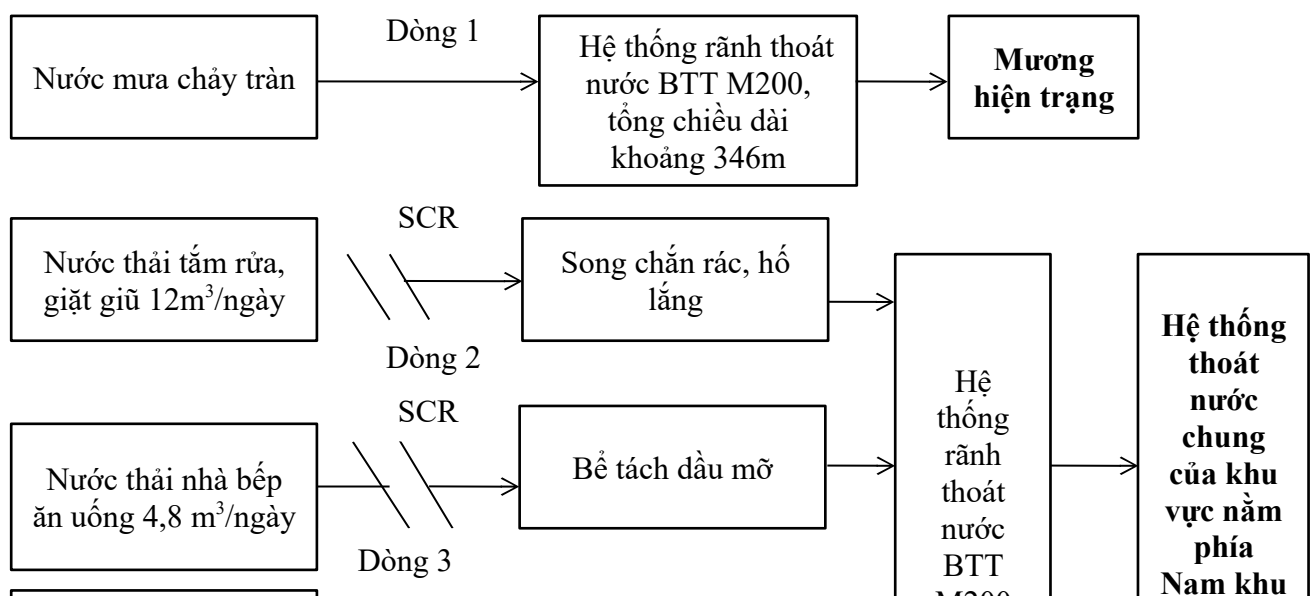 Dòng 1
Nước mưa chảy tràn
Hệ thống rãnh thoát
nước BTT M200,
tổng chiều dài
khoảng 346m
Mương
hiện trạng
SCR
Nước thải tắm rửa,
giặt giũ 12m³/ngày
Song chắn rác, hố
lắng
Dòng 2
SCR
Nước thải nhà bếp
ăn uống 4,8 m³/ngày
Bể tách dầu mỡ
Dòng 3
Hệ
thống
rãnh
thoát
nước
BTT
M200
Hệ thống
thoát
nước
chung
của khu
vực nằm
phía
Nam khu